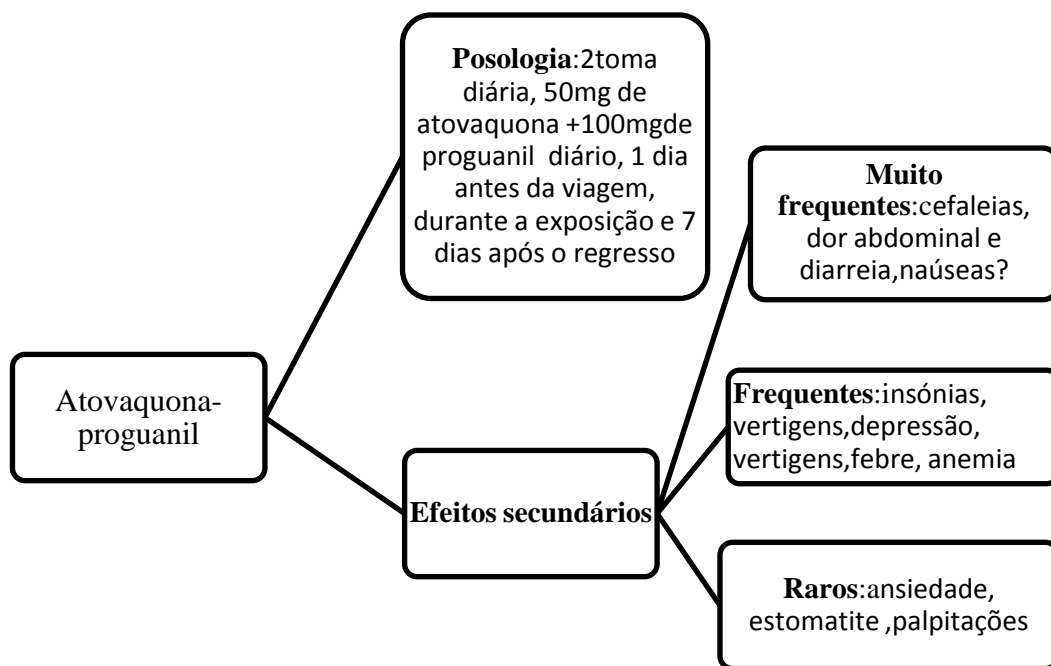 Posologia:2toma
diária, 50mg de
atovaquona +100mgde
proguanil diário, 1 dia
antes da viagem,
durante a exposição e 7
dias após o regresso
Muito
frequentes:cefaleias,
dor abdominal e
diarreia,naúseas?
Atovaquona-
proguanil
Frequentes:insónias,
vertigens,depressão,
vertigens,febre, anemia
Efeitos secundários
Raros:ansiedade,
estomatite ,palpitações